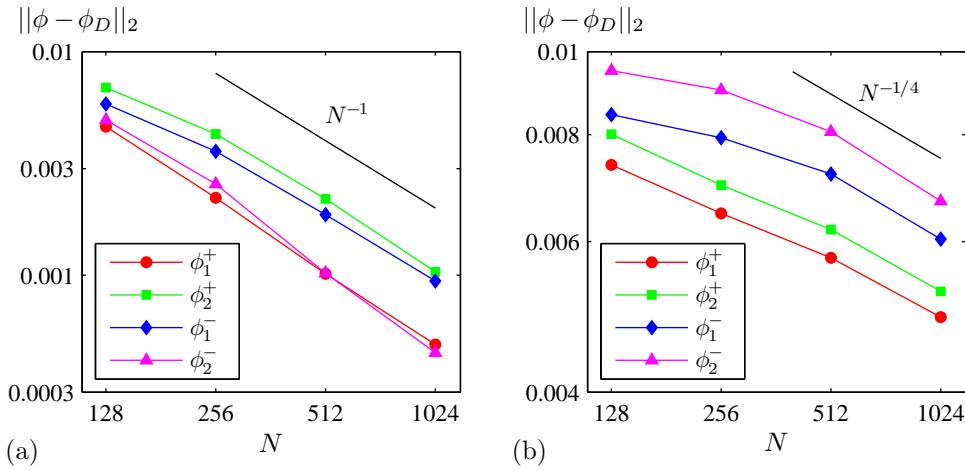 ||ϕ − ϕ_D||_2
0.01
0.003
0.001
0.0003
N^{−1}
ϕ_1^+
ϕ_2^+
ϕ_1^−
ϕ_2^−
128 256 512 1024
N
(a)
||ϕ − ϕ_D||_2
0.01
0.008
0.006
0.004
N^{−1/4}
ϕ_1^+
ϕ_2^+
ϕ_1^−
ϕ_2^−
128 256 512 1024
N
(b)